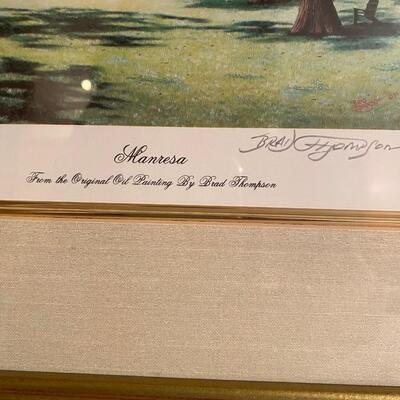 Manresa
Brad Thompson
From the Original Oil Painting By Brad Thompson